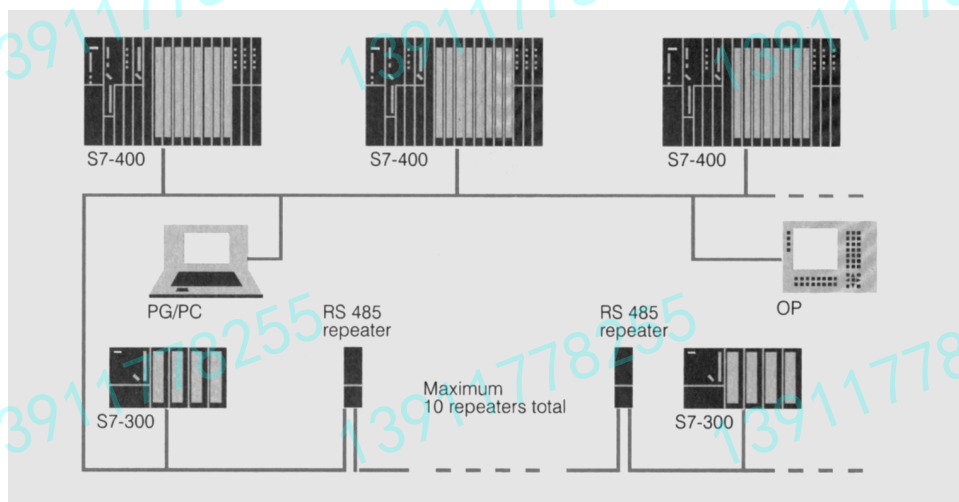 S7-400
S7-400
S7-400
PG/PC
OP
RS 485
repeater
RS 485
repeater
S7-300
Maximum
10 repeaters total
S7-300
13911778255